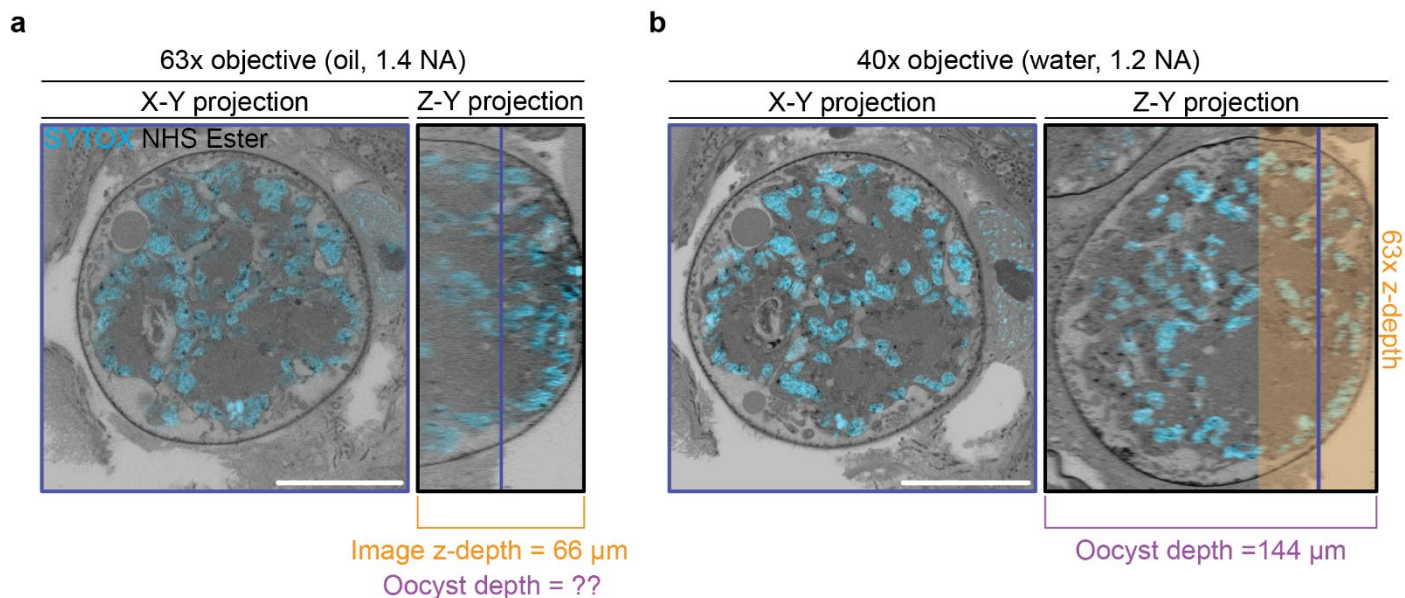 a
63x objective (oil, 1.4 NA)
X-Y projection
Z-Y projection
SYTOX NHS Ester
Image z-depth = 66 µm
Oocyst depth = ??
b
40x objective (water, 1.2 NA)
X-Y projection
Z-Y projection
63x z-depth
Oocyst depth =144 µm